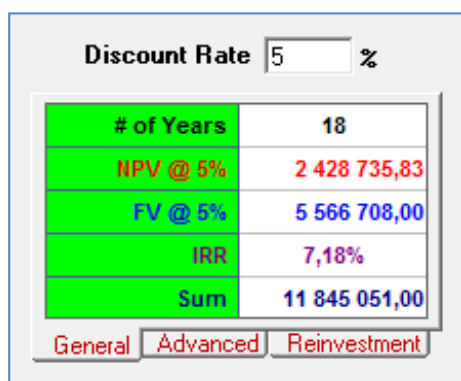 Discount Rate 5 %
# of Years 18
NPV @ 5% 2 428 735,83
FV @ 5% 5 566 708,00
IRR 7,18%
Sum 11 845 051,00
General Advanced Reinvestment